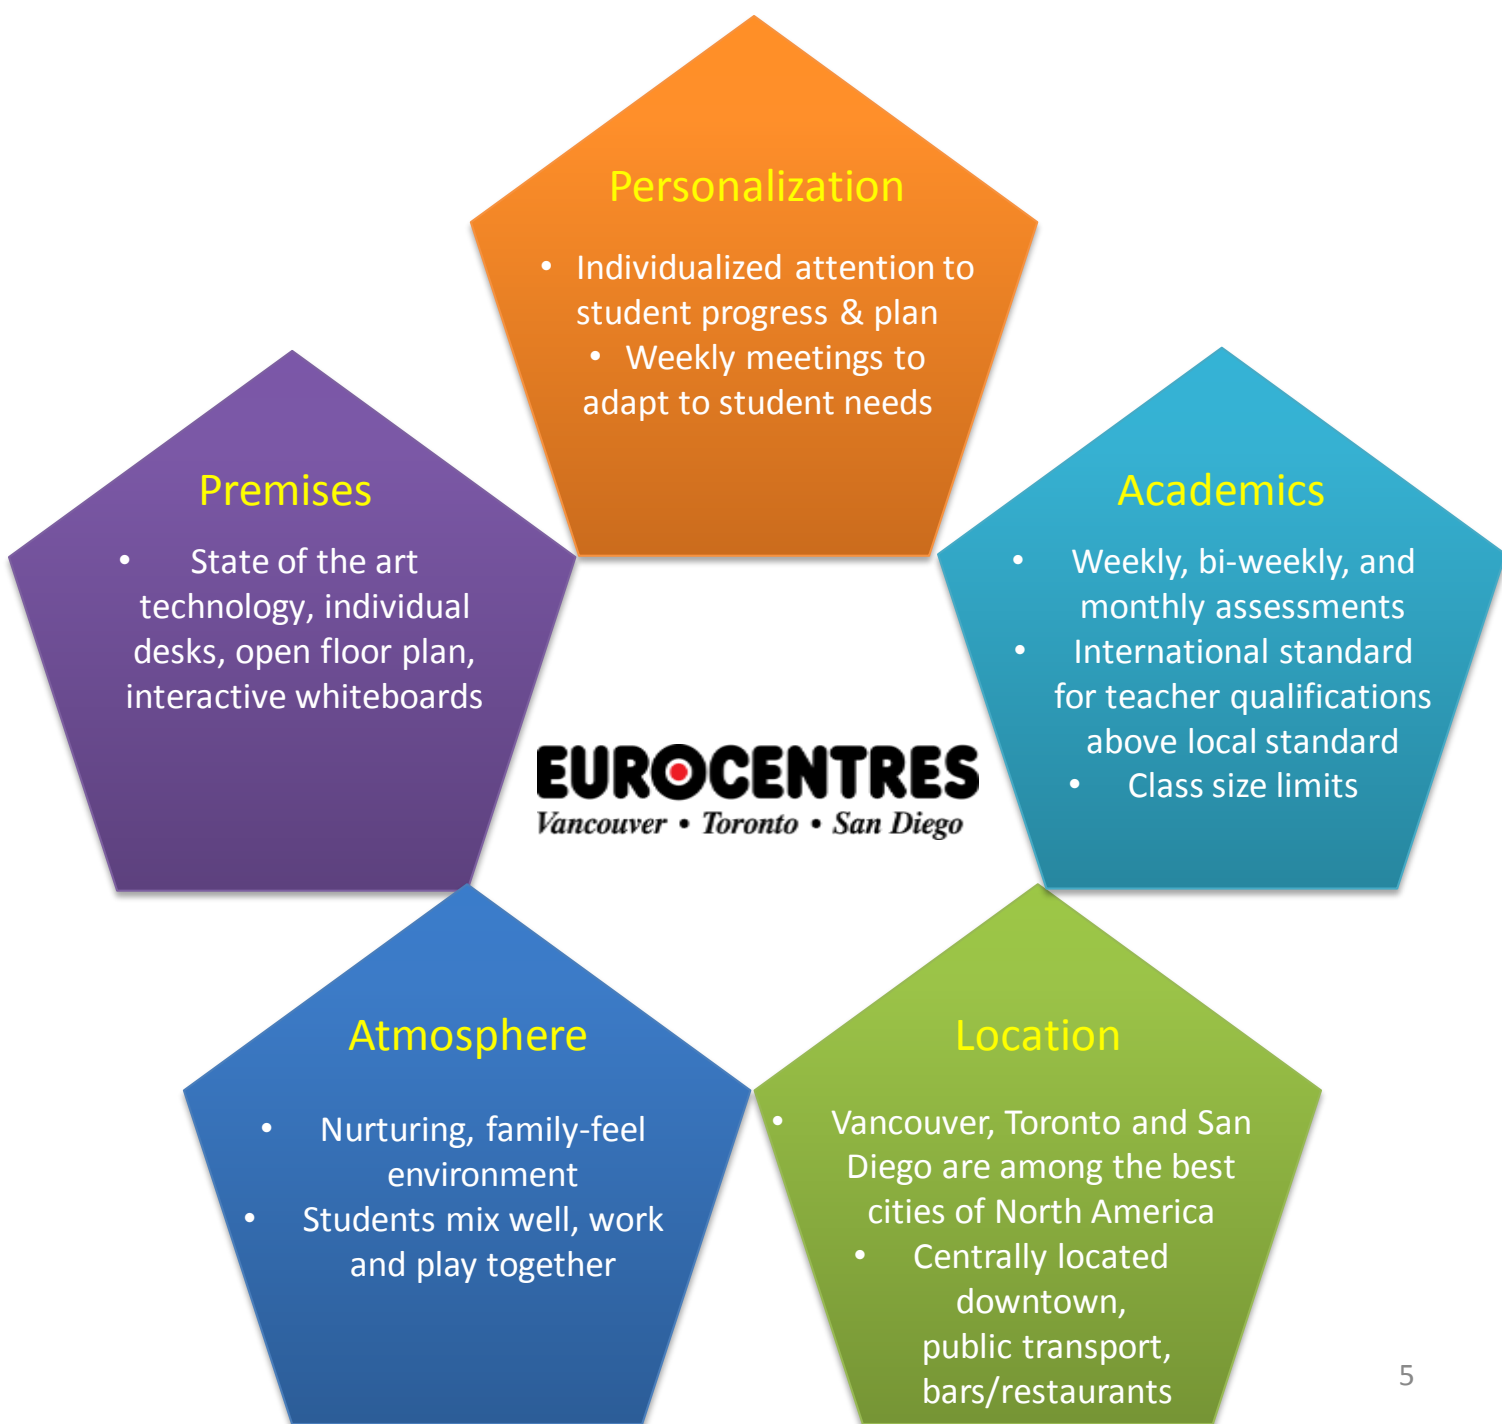 Personalization
• Individualized attention to
student progress & plan
• Weekly meetings to
adapt to student needs
Premises
• State of the art
technology, individual
desks, open floor plan,
interactive whiteboards
Academics
• Weekly, bi-weekly, and
monthly assessments
• International standard
for teacher qualifications
above local standard
• Class size limits
EUROCENTRES
Vancouver • Toronto • San Diego
Atmosphere
• Nurturing, family-feel
environment
• Students mix well, work
and play together
Location
• Vancouver, Toronto and San
Diego are among the best
cities of North America
• Centrally located
downtown,
public transport,
bars/restaurants
5